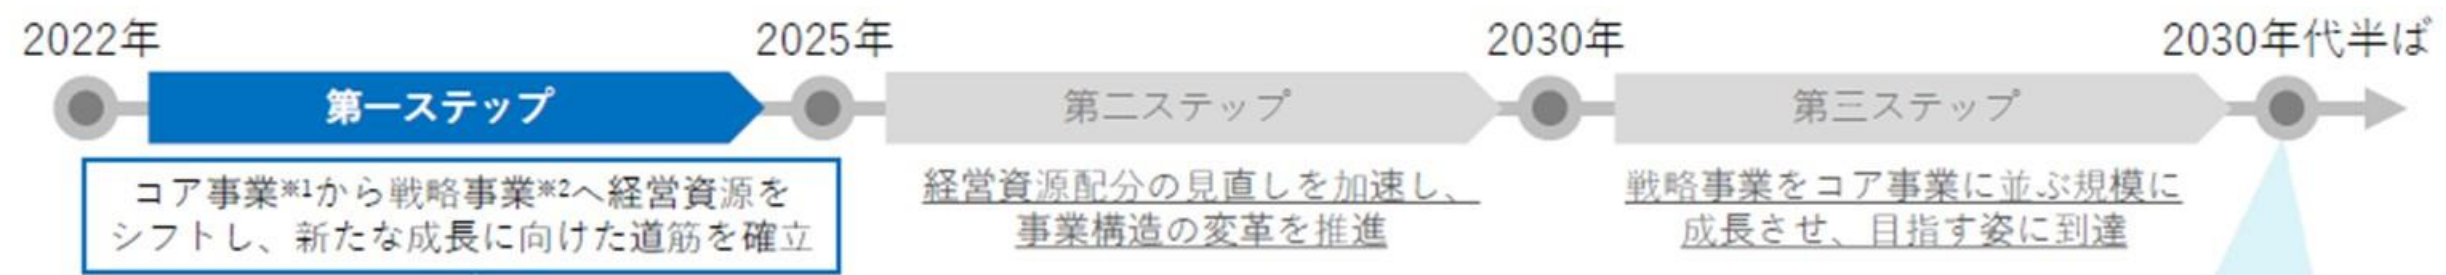 2022年
2025年
2030年
2030年代半ば
第一ステップ
第二ステップ
第三ステップ
コア事業※1から戦略事業※2へ経営資源を
シフトし、新たな成長に向けた道筋を確立
経営資源配分の見直しを加速し、
事業構造の変革を推進
戦略事業をコア事業に並ぶ規模に
成長させ、目指す姿に到達